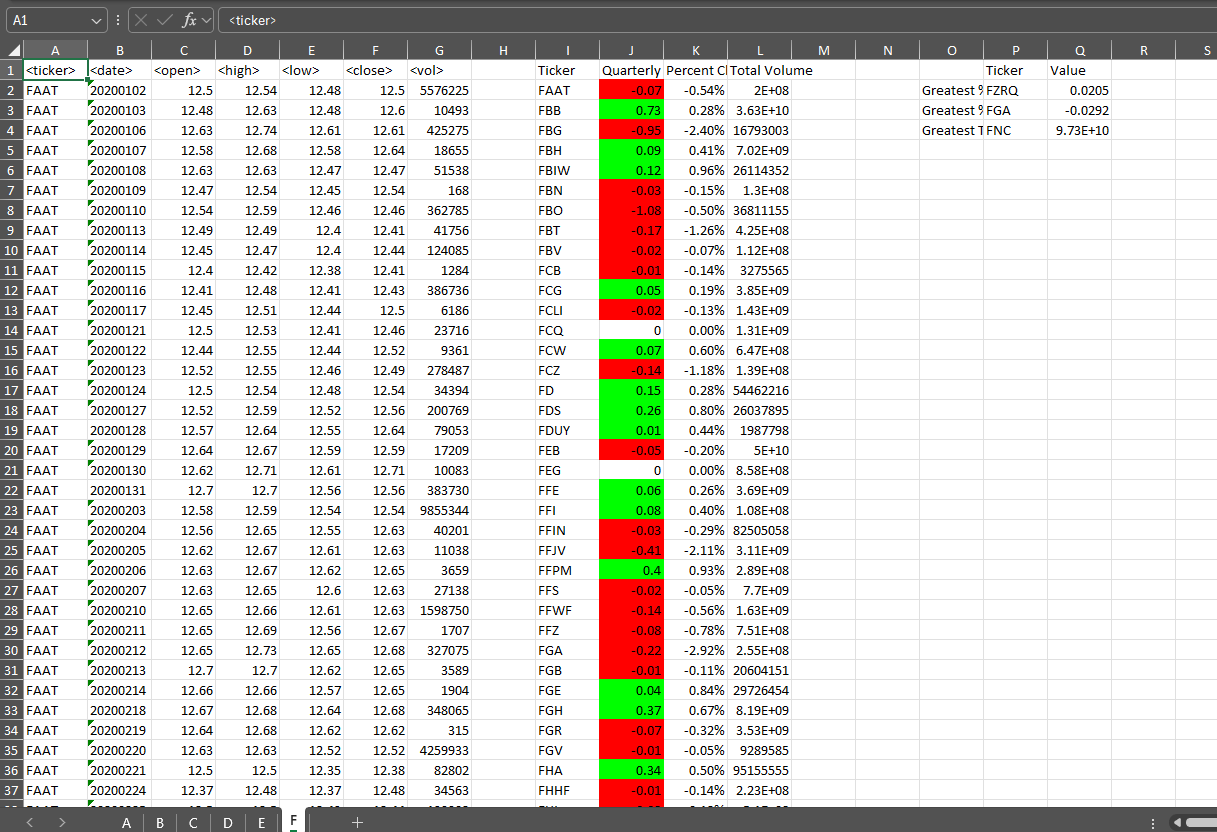 A1 fx <ticker>
A B C D E F G H I J K L M N O P Q R S
1 <ticker> <date> <open> <high> <low> <close> <vol> Ticker Quarterly Percent Total Volume Ticker Value
2 FAAT 20200102 12.5 12.54 12.48 12.5 5576225 FAAT -0.07 -0.54% 2E+08 Greatest FZRQ 0.0205
3 FAAT 20200103 12.48 12.63 12.48 12.6 10493 FBB 0.73 0.28% 3.63E+10 Greatest FGA -0.0292
4 FAAT 20200106 12.63 12.74 12.61 12.61 425275 FBG -0.95 -2.40% 16793003 Greatest FNC 9.73E+10
5 FAAT 20200107 12.58 12.68 12.58 12.64 18655 FBH 0.09 0.41% 7.02E+09
6 FAAT 20200108 12.63 12.63 12.47 12.47 51538 FBIW 0.12 0.96% 26114352
7 FAAT 20200109 12.47 12.54 12.45 12.54 168 FBN -0.03 -0.15% 1.3E+08
8 FAAT 20200110 12.54 12.59 12.46 12.46 362785 FBO -1.08 -0.50% 36811155
9 FAAT 20200113 12.49 12.49 12.4 12.41 41756 FBT -0.17 -1.26% 4.25E+08
10 FAAT 20200114 12.45 12.47 12.4 12.44 124085 FBV -0.02 -0.07% 1.12E+08
11 FAAT 20200115 12.4 12.42 12.38 12.41 1284 FCB -0.01 -0.14% 3275565
12 FAAT 20200116 12.41 12.48 12.41 12.43 386736 FCG 0.05 0.19% 3.85E+09
13 FAAT 20200117 12.45 12.51 12.44 12.5 6186 FCLI -0.02 -0.13% 1.43E+09
14 FAAT 20200121 12.5 12.53 12.41 12.46 23716 FCQ 0 0.00% 1.31E+09
15 FAAT 20200122 12.44 12.55 12.44 12.52 9361 FCW 0.07 0.60% 6.47E+08
16 FAAT 20200123 12.52 12.55 12.46 12.49 278487 FCZ -0.14 -1.18% 1.39E+08
17 FAAT 20200124 12.5 12.54 12.48 12.54 34394 FD 0.15 0.28% 54462216
18 FAAT 20200127 12.52 12.59 12.52 12.56 200769 FDS 0.26 0.80% 26037895
19 FAAT 20200128 12.57 12.64 12.55 12.64 79053 FDUY 0.01 0.44% 1987798
20 FAAT 20200129 12.64 12.67 12.59 12.59 17209 FEB -0.05 -0.20% 5E+10
21 FAAT 20200130 12.62 12.71 12.61 12.71 10083 FEG 0 0.00% 8.58E+08
22 FAAT 20200131 12.7 12.7 12.56 12.56 383730 FFE 0.06 0.26% 3.69E+09
23 FAAT 20200203 12.58 12.59 12.54 12.54 9855344 FFI 0.08 0.40% 1.08E+08
24 FAAT 20200204 12.56 12.65 12.55 12.63 40201 FFIN -0.03 -0.29% 82505058
25 FAAT 20200205 12.62 12.67 12.61 12.63 11038 FFJV -0.41 -2.11% 3.11E+09
26 FAAT 20200206 12.63 12.67 12.62 12.65 3659 FFPM 0.4 0.93% 2.89E+08
27 FAAT 20200207 12.63 12.65 12.6 12.63 27138 FFS -0.02 -0.05% 7.7E+09
28 FAAT 20200210 12.65 12.66 12.61 12.63 1598750 FFWF -0.14 -0.56% 1.63E+09
29 FAAT 20200211 12.65 12.69 12.56 12.67 1707 FFZ -0.08 -0.78% 7.51E+08
30 FAAT 20200212 12.65 12.73 12.65 12.68 327075 FGA -0.22 -2.92% 2.55E+08
31 FAAT 20200213 12.7 12.7 12.62 12.65 3589 FGB -0.01 -0.11% 20604151
32 FAAT 20200214 12.66 12.66 12.57 12.65 1904 FGE 0.04 0.84% 29726454
33 FAAT 20200218 12.67 12.68 12.64 12.68 348065 FGH 0.37 0.67% 8.19E+09
34 FAAT 20200219 12.64 12.68 12.62 12.62 315 FGR -0.07 -0.32% 3.53E+09
35 FAAT 20200220 12.63 12.63 12.52 12.52 4259933 FGV -0.01 -0.05% 9289585
36 FAAT 20200221 12.5 12.5 12.35 12.38 82802 FHA 0.34 0.50% 95155555
37 FAAT 20200224 12.37 12.48 12.37 12.48 34563 FHHF -0.01 -0.14% 2.23E+08
A B C D E F